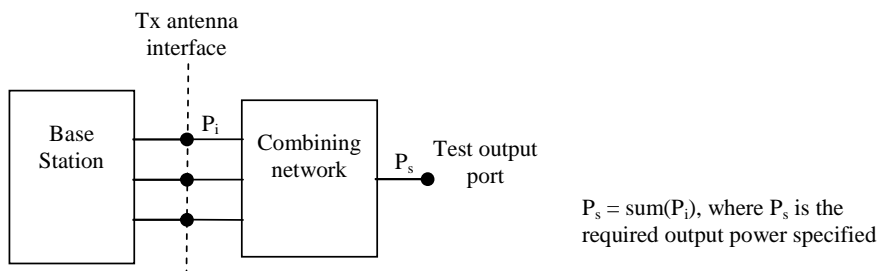 Tx antenna
interface
Base
Station
Pi
Combining
network
Ps
Test output
port
Ps = sum(Pi), where Ps is the
required output power specified